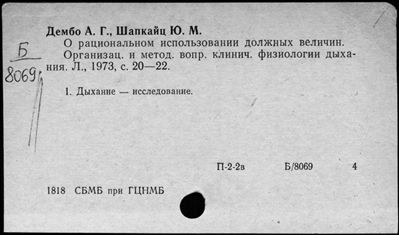 Дембо А. Г., Шапкайц Ю. М.
О рациональном использовании должных величин.
Организац. и метод. вопр. клинич. физиологии дыха-
ния. Л., 1973, с. 20—22.
Б
8069
1. Дыхание — исследование.
П-2-2в Б/8069 4
1818 СБМБ при ГЦНМБ